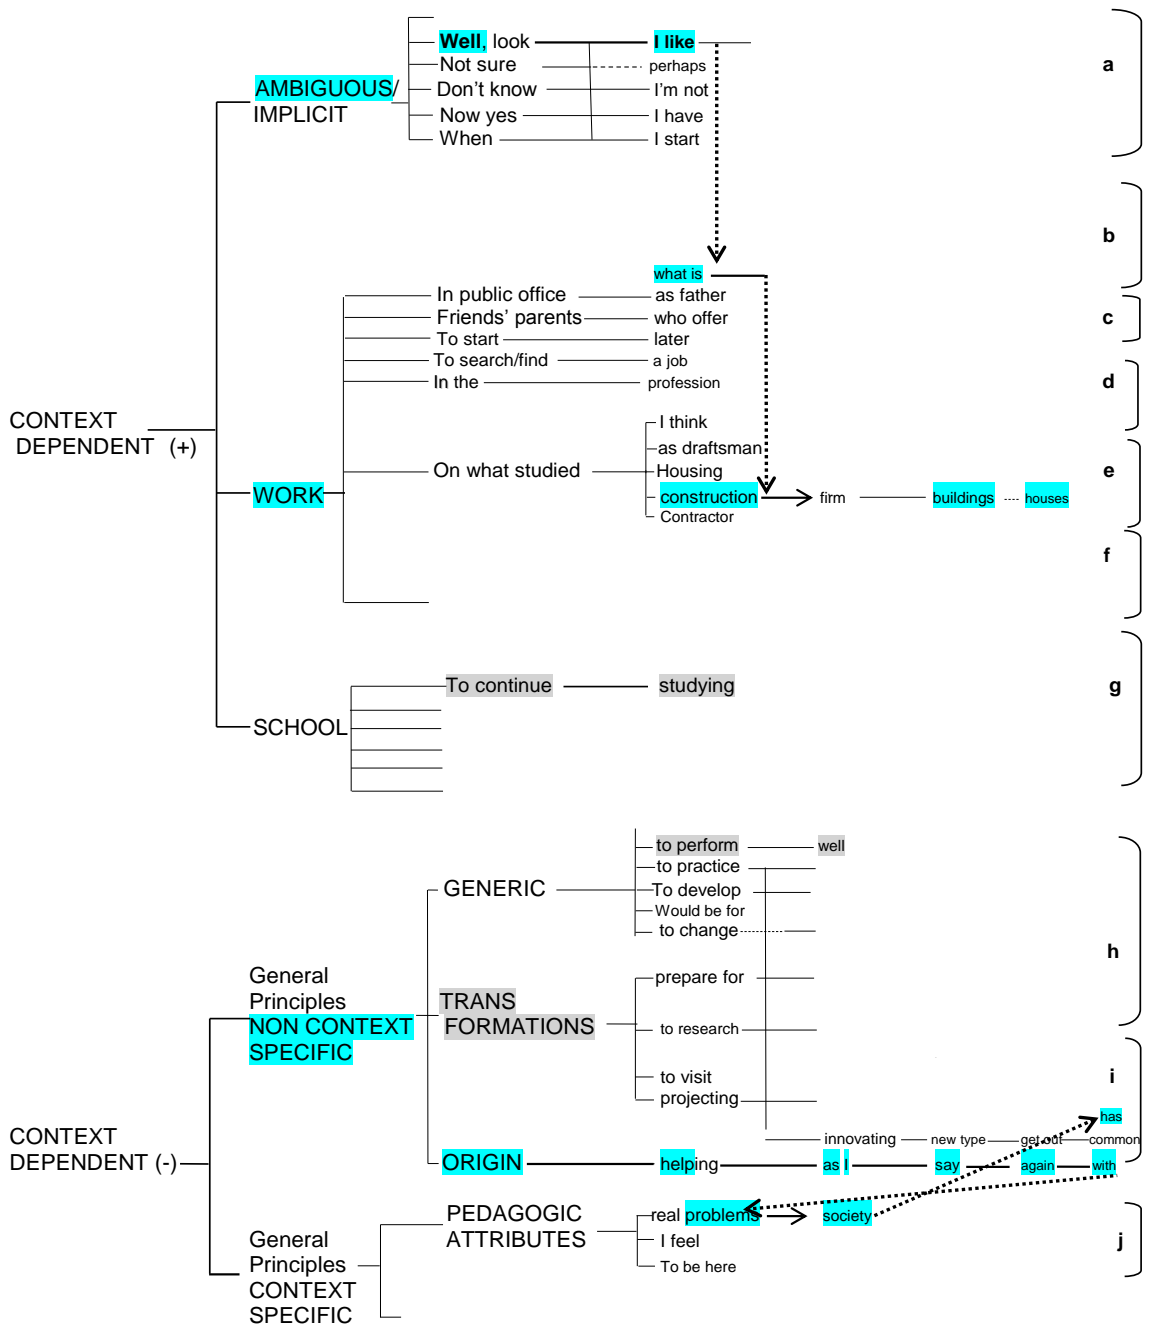 Well, look I like
Not sure perhaps
Don't know I'm not
Now yes I have
When I start
AMBIGUOUS/
IMPLICIT
a
b
what is
In public office as father
Friends' parents who offer
To start later
To search/find a job
In the profession
c
d
CONTEXT
DEPENDENT (+)
WORK
On what studied
I think
as draftsman
Housing
construction firm buildings houses
Contractor
e
f
SCHOOL
To continue studying
g
GENERIC
to perform well
to practice
To develop
Would be for
to change
h
General
Principles
NON CONTEXT
SPECIFIC
TRANS
FORMATIONS
prepare for
to research
to visit
projecting
i
has
innovating new type get out common
CONTEXT
DEPENDENT (-)
ORIGIN helping as I say again with
PEDAGOGIC
ATTRIBUTES
real problems society
I feel
To be here
j
General
Principles
CONTEXT
SPECIFIC